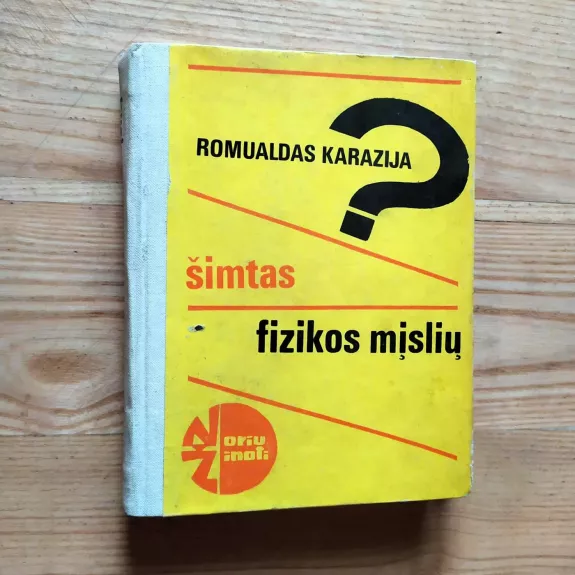 ROMUALDAS KARAZIJA
?
šimtas
fizikos mįslių
Noriu
Žinoti